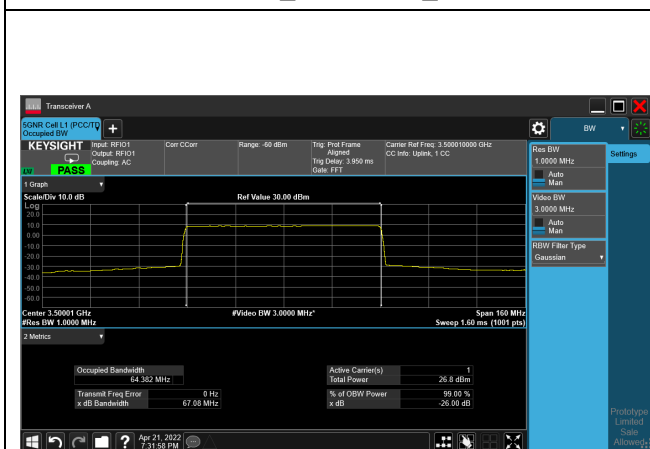 Transceiver A
5GNR Cell L1 (PCC/TD
Occupied BW
BW
KEYSIGHT
Input: RFIO1
Output: RFIO1
Coupling: AC
Corr CCorr
Range: -60 dBm
Trig: Prot Frame
Aligned
Trig Delay: 3.950 ms
Gate: FFT
Carrier Ref Freq: 3.500010000 GHz
CC Info: Uplink, 1 CC
PASS
Res BW
1.0000 MHz
Auto
Man
Video BW
3.0000 MHz
Auto
Man
RBW Filter Type
Gaussian
Settings
1 Graph
Scale/Div 10.0 dB
Ref Value 30.00 dBm
Log
20.0
10.0
0.00
-10.0
-20.0
-30.0
-40.0
-50.0
-60.0
Center 3.50001 GHz
#Video BW 3.0000 MHz*
Span 160 MHz
#Res BW 1.0000 MHz
Sweep 1.60 ms (1001 pts)
2 Metrics
Occupied Bandwidth
64.382 MHz
Active Carrier(s) 1
Total Power 26.8 dBm
Transmit Freq Error 0 Hz
x dB Bandwidth 67.08 MHz
% of OBW Power 99.00 %
x dB -26.00 dB
Prototype
Limited
Sale
Allowed
Apr 21, 2022
7:31:58 PM